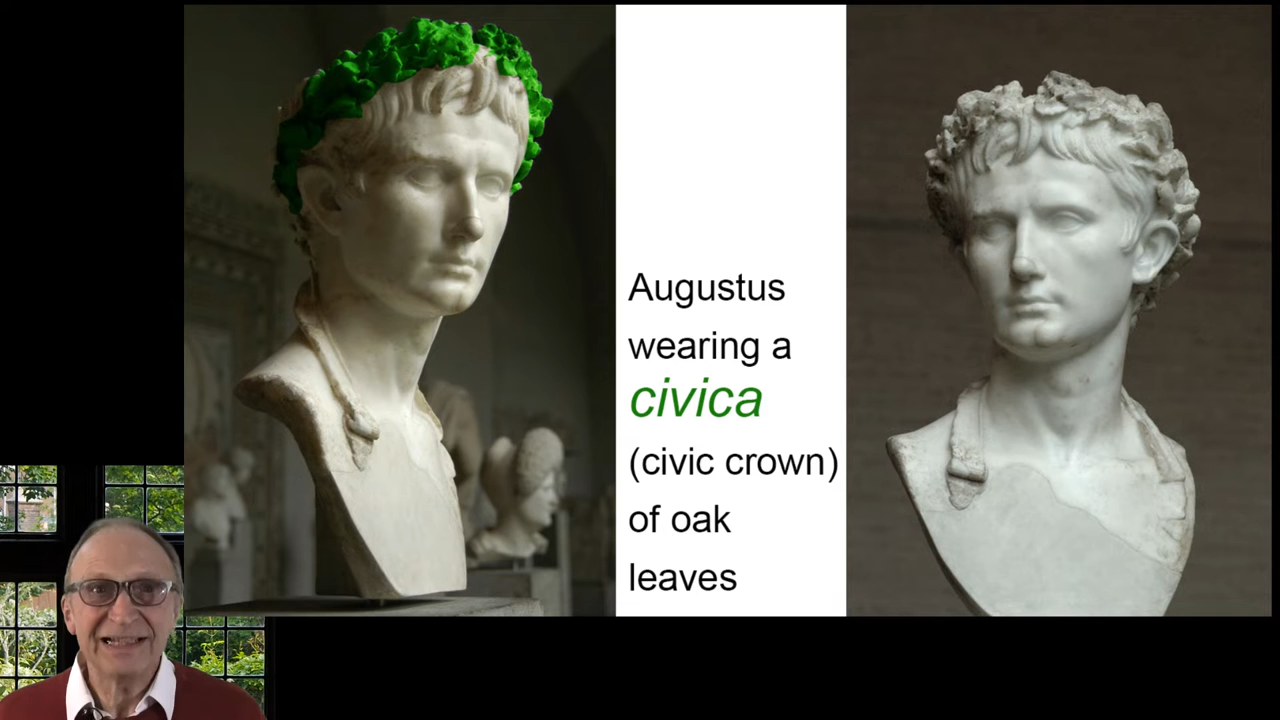 Augustus
wearing a
civica
(civic crown)
of oak
leaves